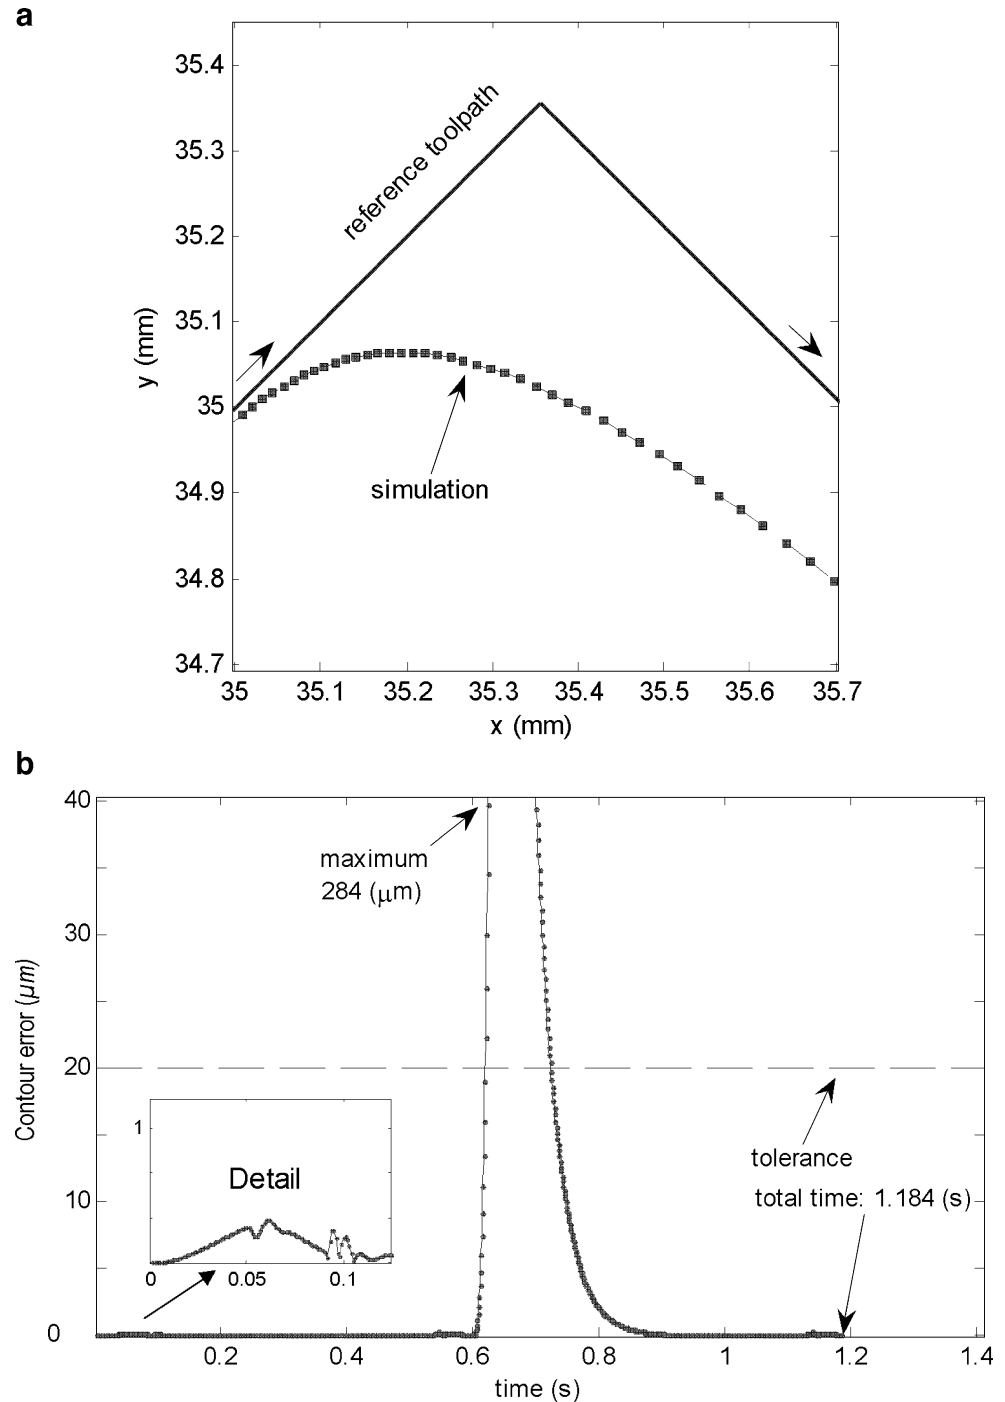 a
35.4
35.3
35.2
35.1
35
34.9
34.8
34.7
y (mm)
reference toolpath
simulation
35 35.1 35.2 35.3 35.4 35.5 35.6 35.7
x (mm)
b
40
30
20
10
0
Contour error (μm)
maximum
284 (μm)
tolerance
total time: 1.184 (s)
1
Detail
0 0.05 0.1
0.2 0.4 0.6 0.8 1 1.2 1.4
time (s)